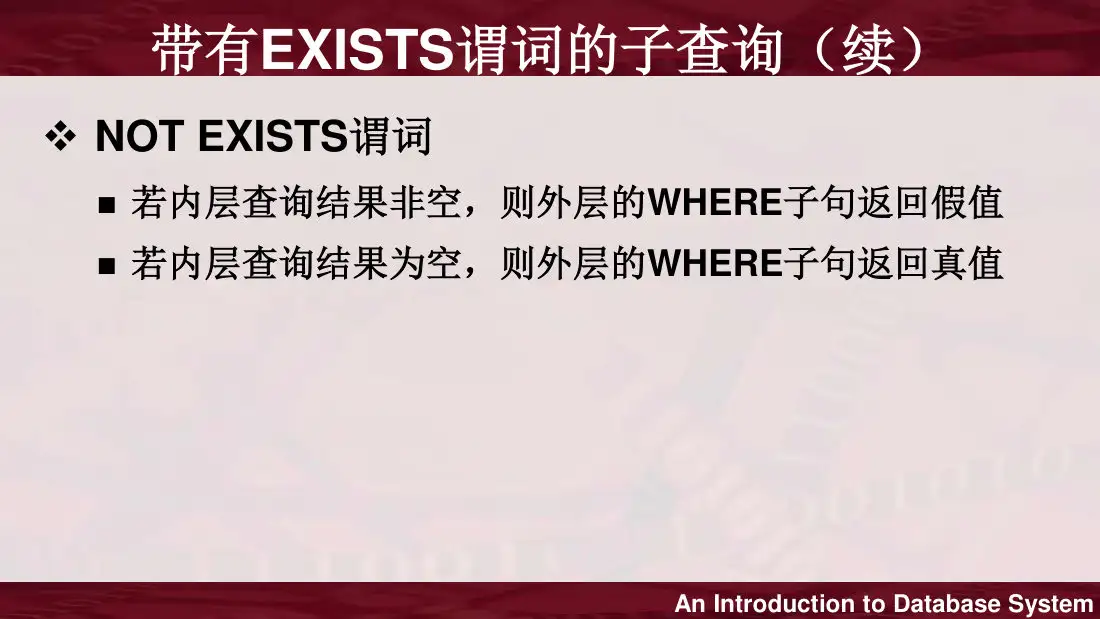 带有EXISTS谓词的子查询（续）
❖ NOT EXISTS谓词
■ 若内层查询结果非空，则外层的WHERE子句返回假值
■ 若内层查询结果为空，则外层的WHERE子句返回真值
An Introduction to Database System